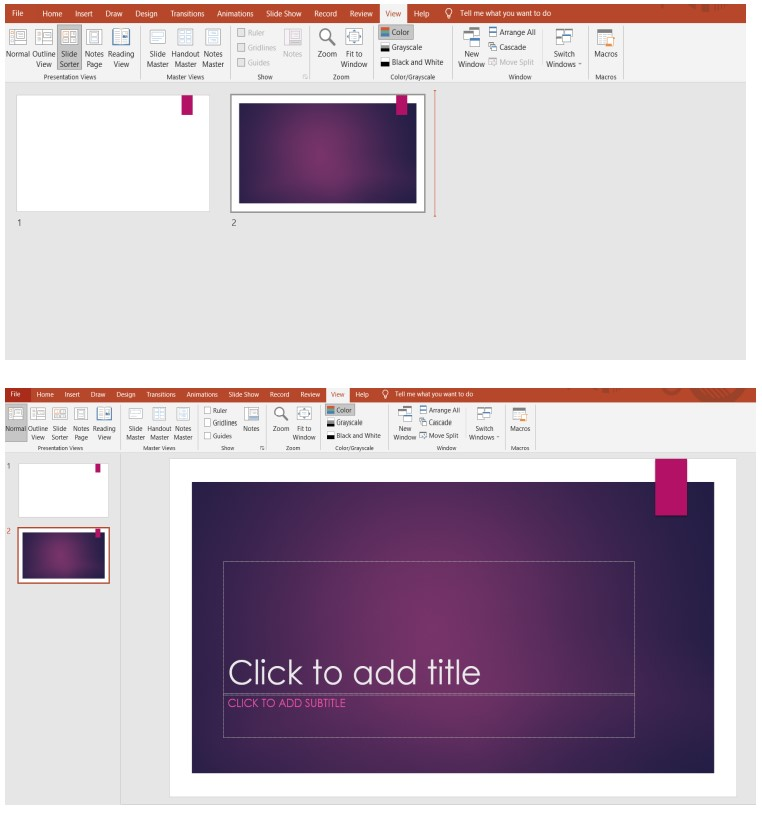 File Home Insert Draw Design Transitions Animations Slide Show Record Review View Help Tell me what you want to do
Normal Outline View Slide Sorter Notes Page Reading View
Slide Master Handout Master Notes Master
Ruler
Gridlines
Guides
Notes
Zoom Fit to Window
Color
Grayscale
Black and White
New Window
Arrange All
Cascade
Move Split
Switch Windows
Macros
Presentation Views Master Views Show Zoom Color/Grayscale Window Macros
1
2
File Home Insert Draw Design Transitions Animations Slide Show Record Review View Help Tell me what you want to do
Normal Outline View Slide Sorter Notes Page Reading View
Slide Master Handout Master Notes Master
Ruler
Gridlines
Guides
Notes
Zoom Fit to Window
Color
Grayscale
Black and White
New Window
Arrange All
Cascade
Move Split
Switch Windows
Macros
Presentation Views Master Views Show Zoom Color/Grayscale Window Macros
1
2
Click to add title
CLICK TO ADD SUBTITLE